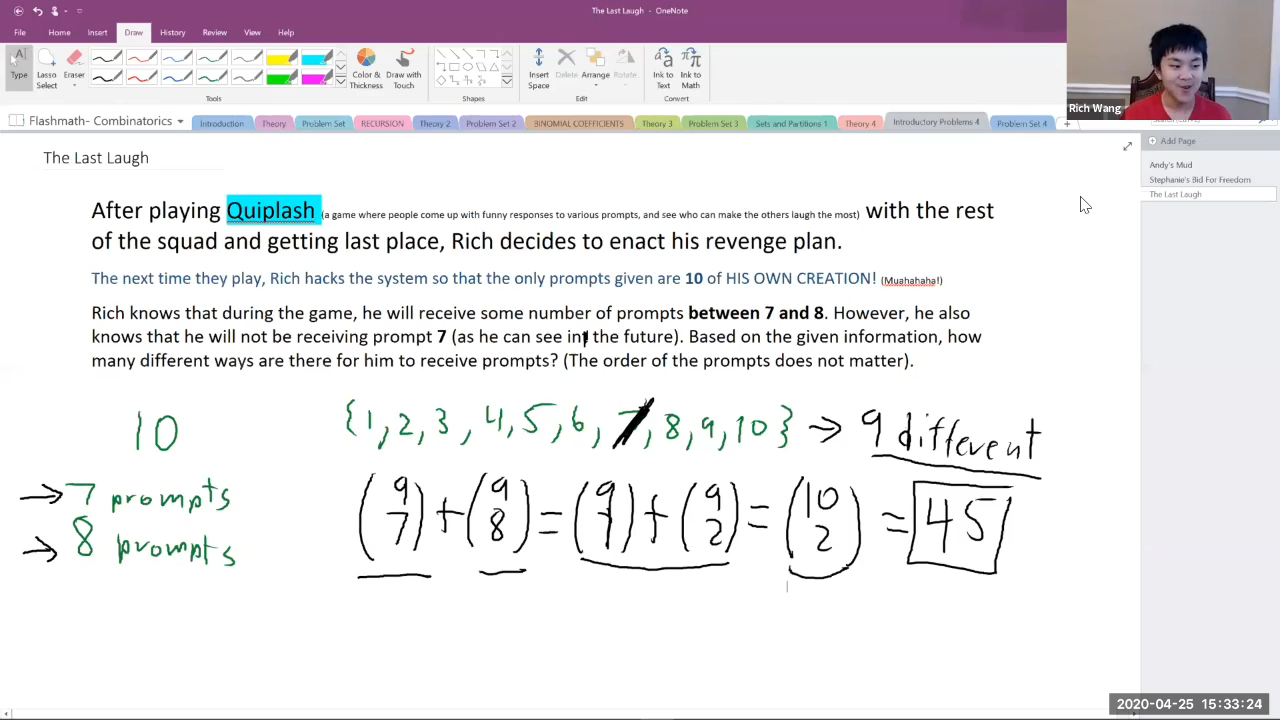 The Last Laugh - OneNote
File Home Insert Draw History Review View Help
Type Lasso Select Eraser Color & Thickness Draw with Touch Insert Space Delete Arrange Rotate Ink to Text Ink to Math
Tools Shapes Edit Convert
Rich Wang
Flashmath- Combinatorics Introduction Theory Problem Set RECURSION Theory 2 Problem Set 2 BINOMIAL COEFFICIENTS Theory 3 Problem Set 3 Sets and Partitions 1 Theory 4 Introductory Problems 4 Problem Set 4 +
Add Page
Andy's Mud
Stephanie's Bid For Freedom
The Last Laugh
The Last Laugh
After playing Quiplash (a game where people come up with funny responses to various prompts, and see who can make the others laugh the most) with the rest
of the squad and getting last place, Rich decides to enact his revenge plan.
The next time they play, Rich hacks the system so that the only prompts given are 10 of HIS OWN CREATION! (Muahahaha!)
Rich knows that during the game, he will receive some number of prompts between 7 and 8. However, he also
knows that he will not be receiving prompt 7 (as he can see int the future). Based on the given information, how
many different ways are there for him to receive prompts? (The order of the prompts does not matter).
10 {1, 2, 3, 4, 5, 6, 7, 8, 9, 10} → 9 different
→ 7 prompts
→ 8 prompts
(9 7) + (9 8) = (9 1) + (9 2) = (10 2) = 45
2020-04-25 15:33:24